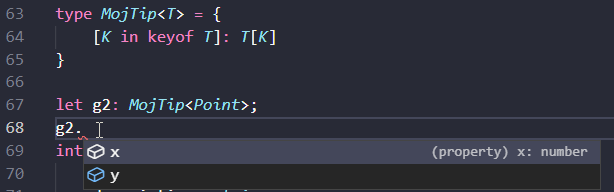 63 type MojTip<T> = {
64 [K in keyof T]: T[K]
65 }
66
67 let g2: MojTip<Point>;
68 g2.
69 int
x (property) x: number
70
y